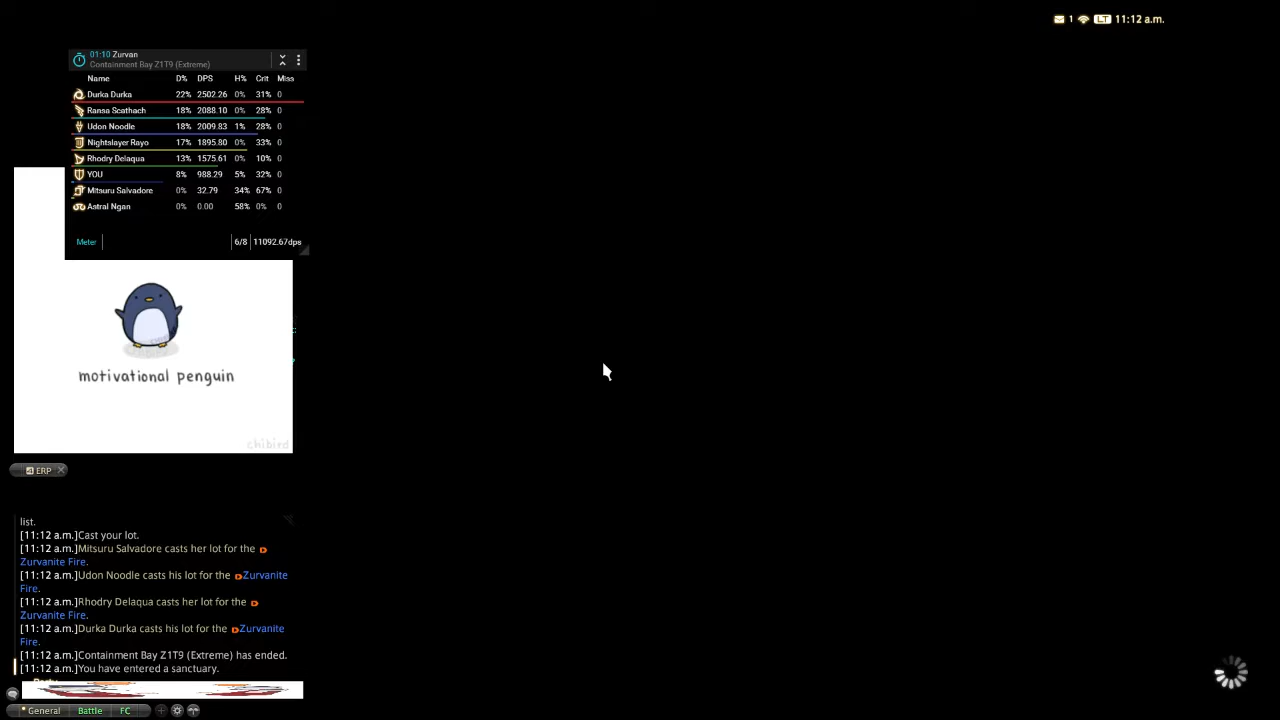 1 LT 11:12 a.m.
01:10 Zurvan
Containment Bay Z1T9 (Extreme)
Name D% DPS H% Crit Miss
Durka Durka 22% 2502.26 0% 31% 0
Ransa Scathach 18% 2088.10 0% 28% 0
Udon Noodle 18% 2009.83 1% 28% 0
Nightslayer Rayo 17% 1895.80 0% 33% 0
Rhodry Delaqua 13% 1575.61 0% 10% 0
YOU 8% 988.29 5% 32% 0
Mitsuru Salvadore 0% 32.79 34% 67% 0
Astral Ngan 0% 0.00 58% 0% 0
Meter 6/8 11092.67dps
motivational penguin
chibird
ERP
list.
[11:12 a.m.]Cast your lot.
[11:12 a.m.]Mitsuru Salvadore casts her lot for the
Zurvanite Fire.
[11:12 a.m.]Udon Noodle casts his lot for the Zurvanite
Fire.
[11:12 a.m.]Rhodry Delaqua casts her lot for the
Zurvanite Fire.
[11:12 a.m.]Durka Durka casts his lot for the Zurvanite
Fire.
[11:12 a.m.]Containment Bay Z1T9 (Extreme) has ended.
[11:12 a.m.]You have entered a sanctuary.
General Battle FC